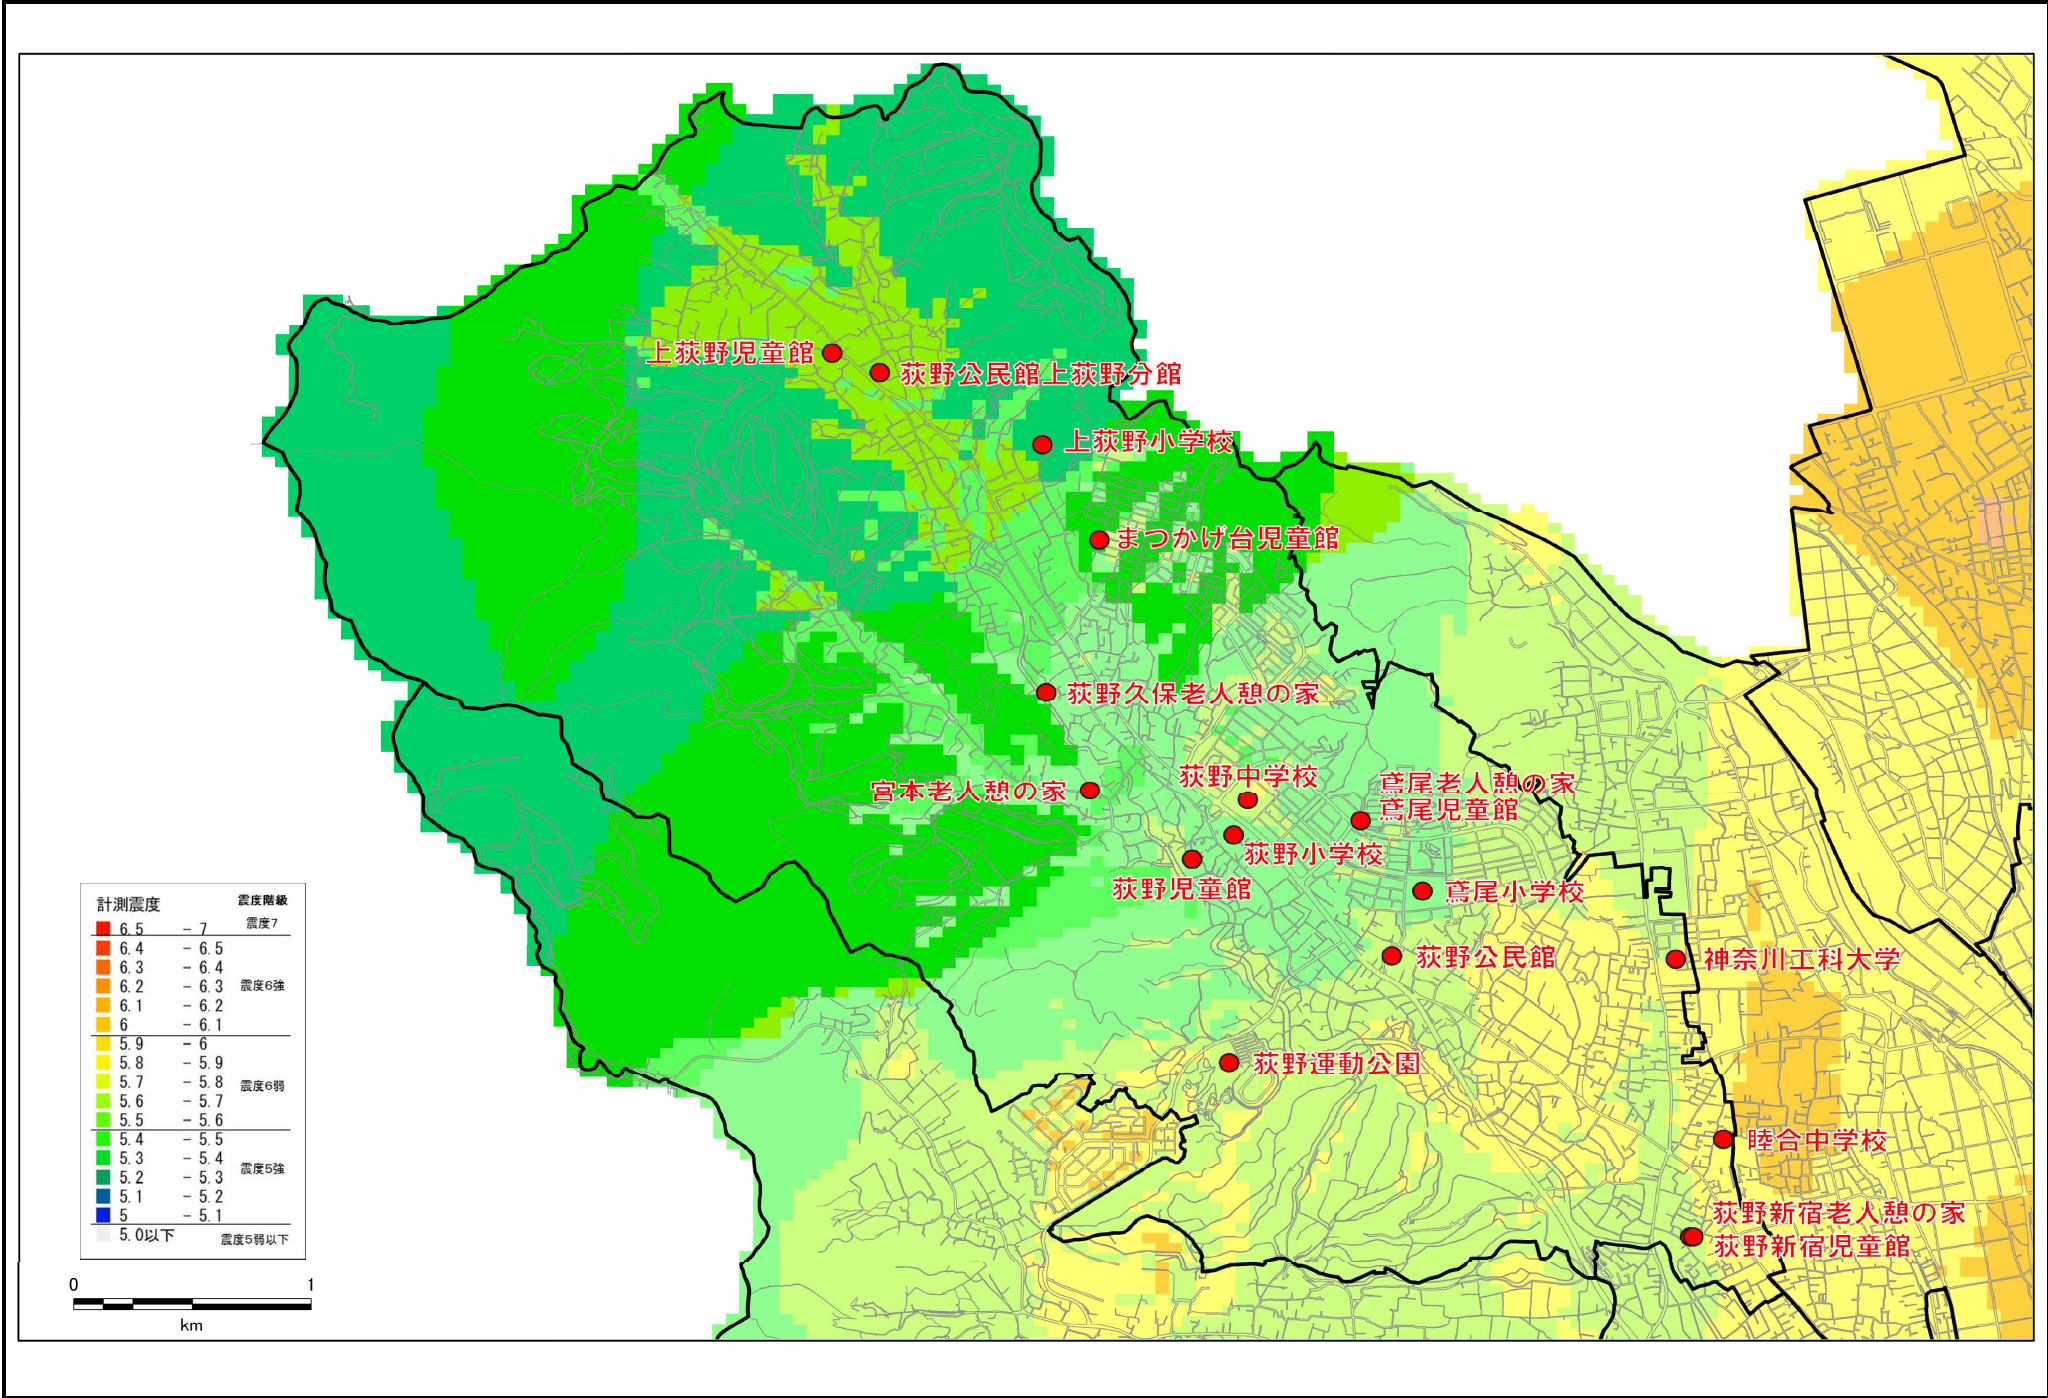 上荻野児童館
荻野公民館上荻野分館
上荻野小学校
まつかげ台児童館
荻野久保老人憩の家
宮本老人憩の家
荻野中学校
鳶尾老人憩の家
鳶尾児童館
荻野小学校
荻野児童館
鳶尾小学校
荻野公民館
神奈川工科大学
荻野運動公園
睦合中学校
荻野新宿老人憩の家
荻野新宿児童館
計測震度 震度階級
6.5 - 7 震度7
6.4 - 6.5
6.3 - 6.4
6.2 - 6.3 震度6強
6.1 - 6.2
6 - 6.1
5.9 - 6
5.8 - 5.9
5.7 - 5.8 震度6弱
5.6 - 5.7
5.5 - 5.6
5.4 - 5.5
5.3 - 5.4 震度5強
5.2 - 5.3
5.1 - 5.2
5 - 5.1
5.0以下 震度5弱以下
0 1
km